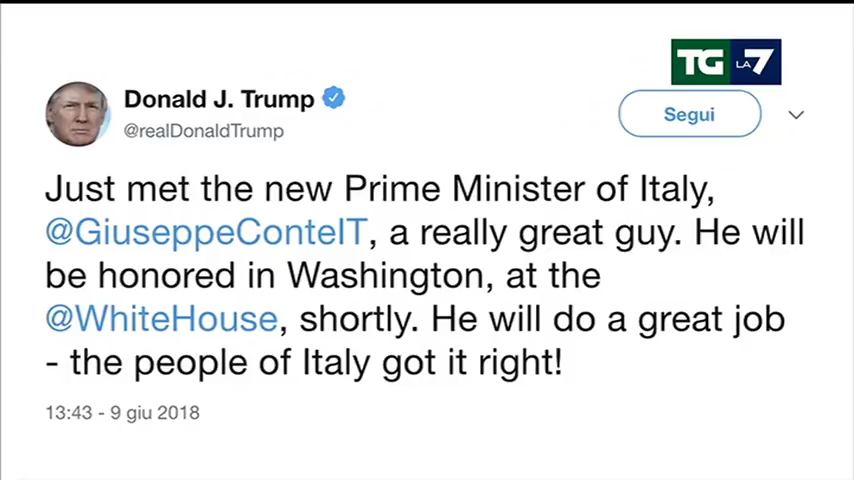 TG LA 7
Donald J. Trump
@realDonaldTrump
Segui
Just met the new Prime Minister of Italy,
@GiuseppeConteIT, a really great guy. He will
be honored in Washington, at the
@WhiteHouse, shortly. He will do a great job
- the people of Italy got it right!
13:43 - 9 giu 2018